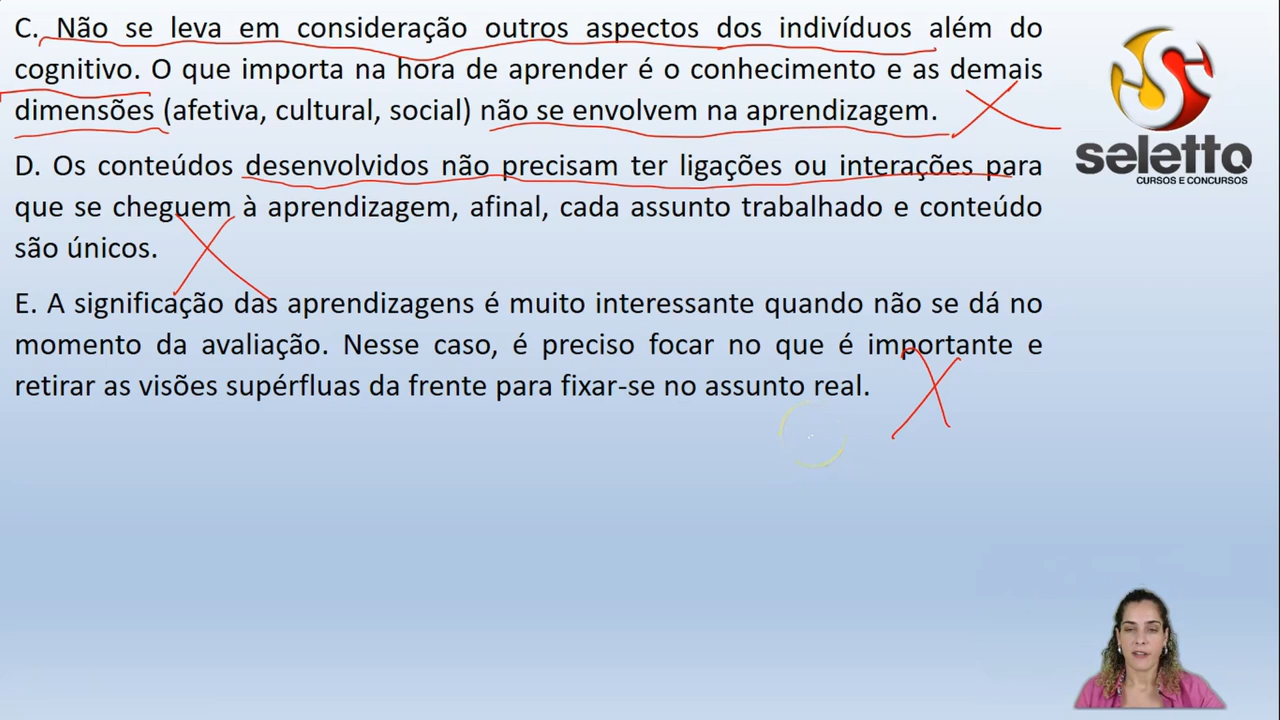 C. Não se leva em consideração outros aspectos dos indivíduos além do
cognitivo. O que importa na hora de aprender é o conhecimento e as demais
dimensões (afetiva, cultural, social) não se envolvem na aprendizagem.
D. Os conteúdos desenvolvidos não precisam ter ligações ou interações para
que se cheguem à aprendizagem, afinal, cada assunto trabalhado e conteúdo
são únicos.
E. A significação das aprendizagens é muito interessante quando não se dá no
momento da avaliação. Nesse caso, é preciso focar no que é importante e
retirar as visões supérfluas da frente para fixar-se no assunto real.
seletto
CURSOS E CONCURSOS